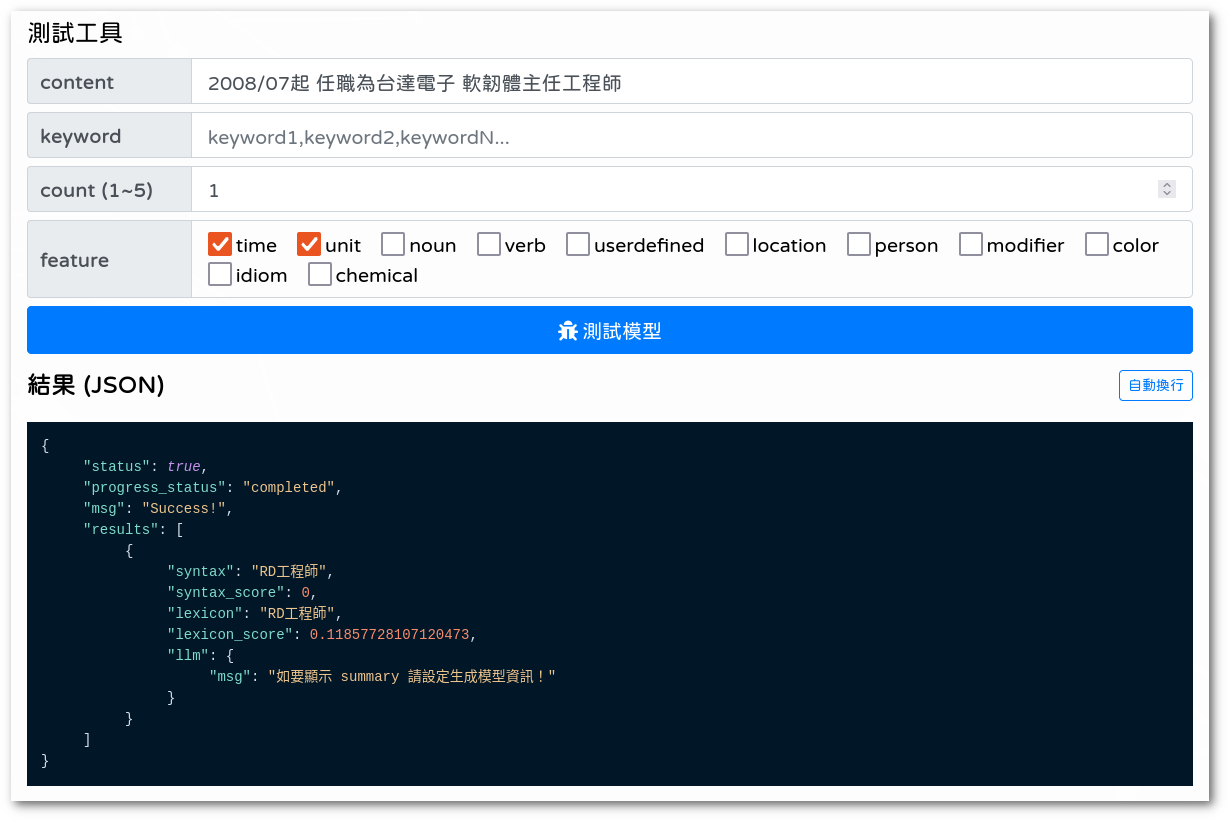 測試工具
content
2008/07起 任職為台達電子 軟韌體主任工程師
keyword
keyword1,keyword2,keywordN...
count (1~5)
1
feature
time unit noun verb userdefined location person modifier color
idiom chemical
測試模型
結果 (JSON)
自動換行
{
"status": true,
"progress_status": "completed",
"msg": "Success!",
"results": [
{
"syntax": "RD工程師",
"syntax_score": 0,
"lexicon": "RD工程師",
"lexicon_score": 0.11857728107120473,
"llm": {
"msg": "如要顯示 summary 請設定生成模型資訊！"
}
}
]
}